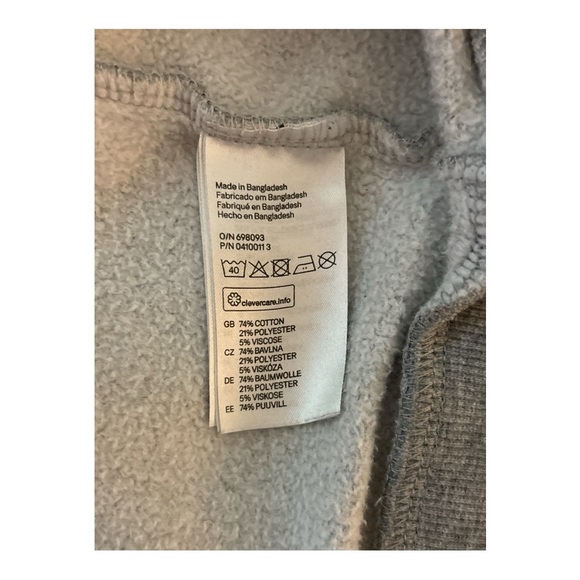 Made in Bangladesh
Fabricado em Bangladesh
Fabriqué en Bangladesh
Hecho en Bangladesh
O/N 698093
P/N 0410011 3
40
clevercare.info
GB 74% COTTON
21% POLYESTER
5% VISCOSE
CZ 74% BAVLNA
21% POLYESTER
5% VISKÓZA
DE 74% BAUMWOLLE
21% POLYESTER
5% VISKOSE
EE 74% PUUVILL